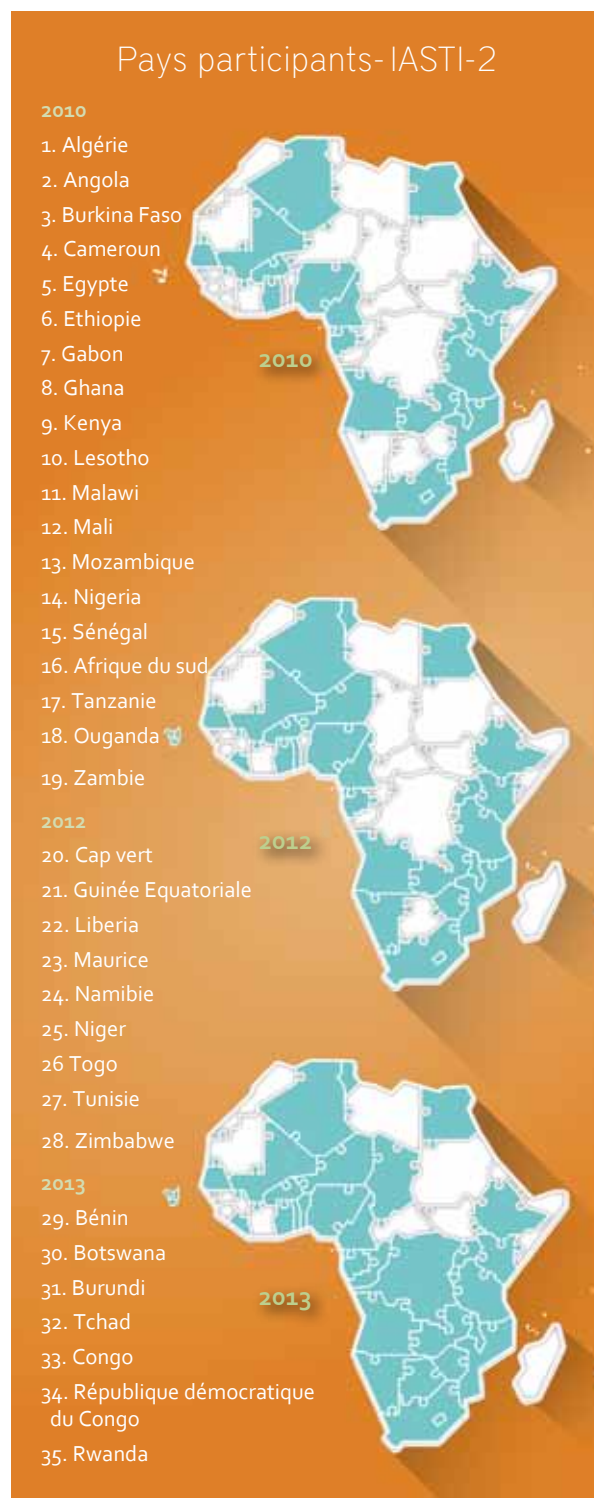 Pays participants- IASTI-2
2010
1. Algérie
2. Angola
3. Burkina Faso
4. Cameroun
5. Egypte
6. Ethiopie
7. Gabon
8. Ghana
9. Kenya
10. Lesotho
11. Malawi
12. Mali
13. Mozambique
14. Nigeria
15. Sénégal
16. Afrique du sud
17. Tanzanie
18. Ouganda
19. Zambie
2010
2012
20. Cap vert
21. Guinée Equatoriale
22. Liberia
23. Maurice
24. Namibie
25. Niger
26 Togo
27. Tunisie
28. Zimbabwe
2012
2013
29. Bénin
30. Botswana
31. Burundi
32. Tchad
33. Congo
34. République démocratique
du Congo
35. Rwanda
2013